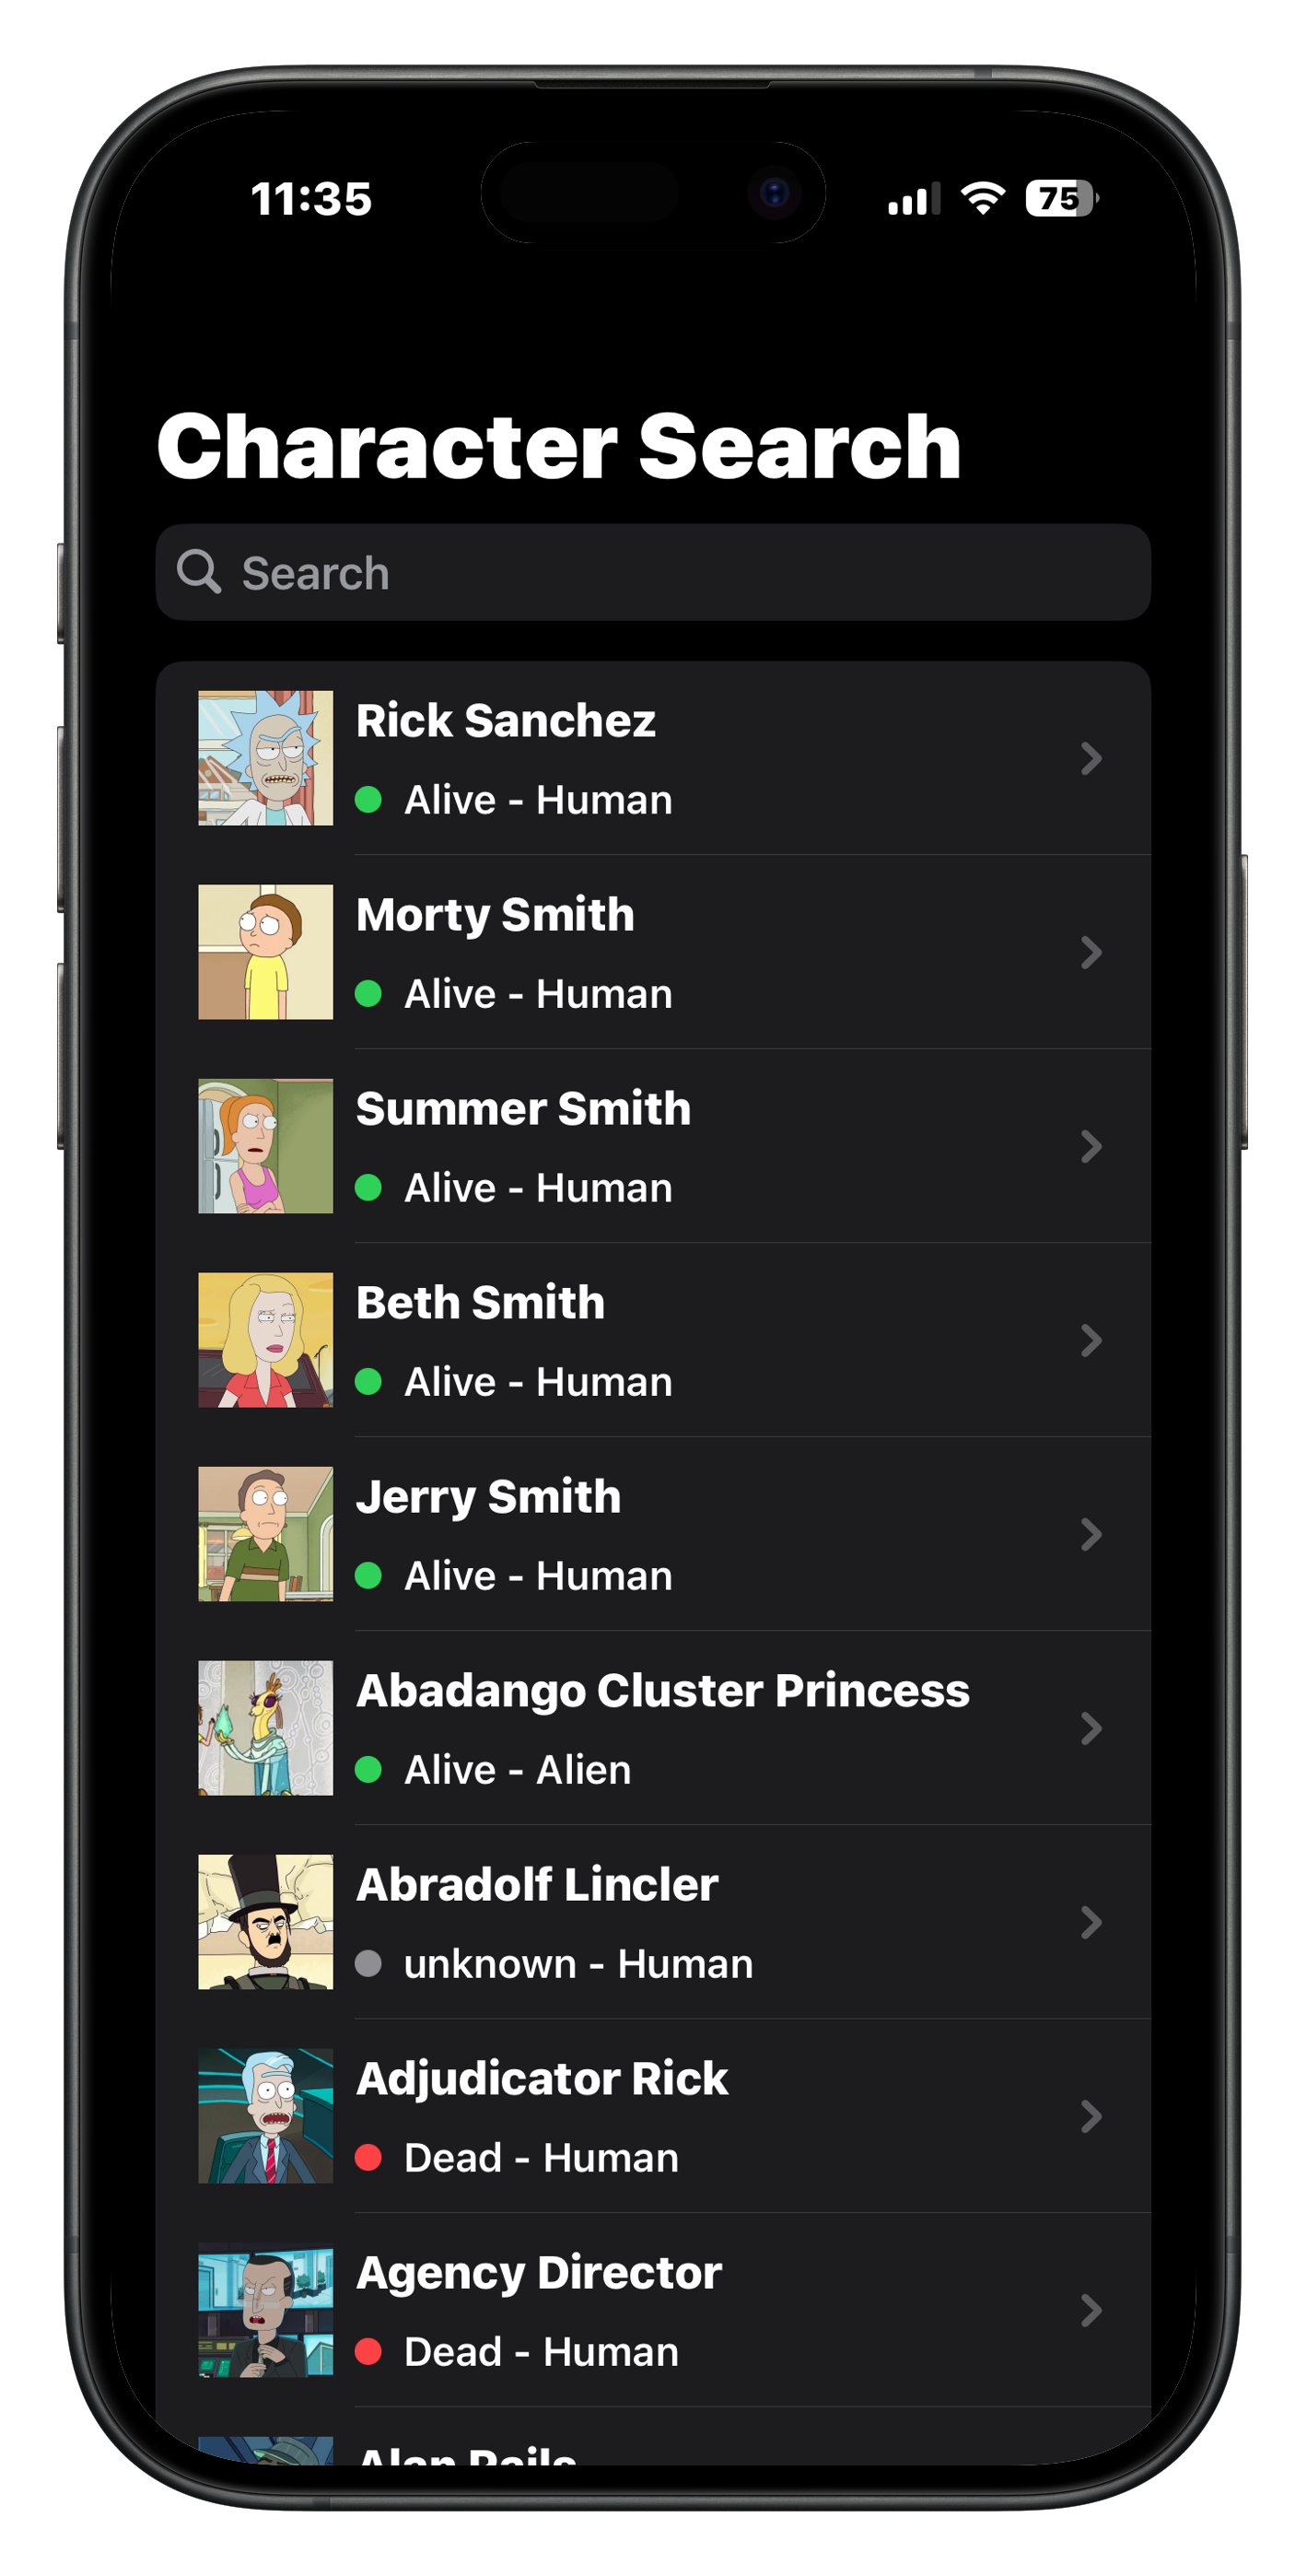 11:35
75
Character Search
Search
Rick Sanchez
Alive - Human
Morty Smith
Alive - Human
Summer Smith
Alive - Human
Beth Smith
Alive - Human
Jerry Smith
Alive - Human
Abadango Cluster Princess
Alive - Alien
Abradolf Lincler
unknown - Human
Adjudicator Rick
Dead - Human
Agency Director
Dead - Human
Alan Rails